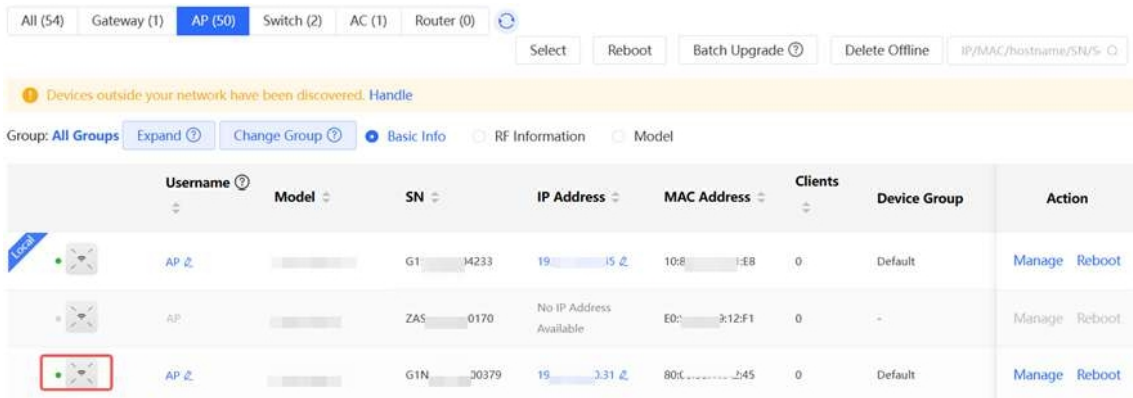 All (54) Gateway (1) AP (50) Switch (2) AC (1) Router (0)
Select Reboot Batch Upgrade Delete Offline IP/MAC/hostname/SN/S
Devices outside your network have been discovered. Handle
Group: All Groups Expand Change Group Basic Info RF Information Model
Username Model SN IP Address MAC Address Clients Device Group Action
Local AP G1 4233 19 5 10:8 :E8 0 Default Manage Reboot
AP ZAS 0170 No IP Address Available E0: 9:12:F1 0 - Manage Reboot
AP G1N 00379 19 0.31 80: :45 0 Default Manage Reboot